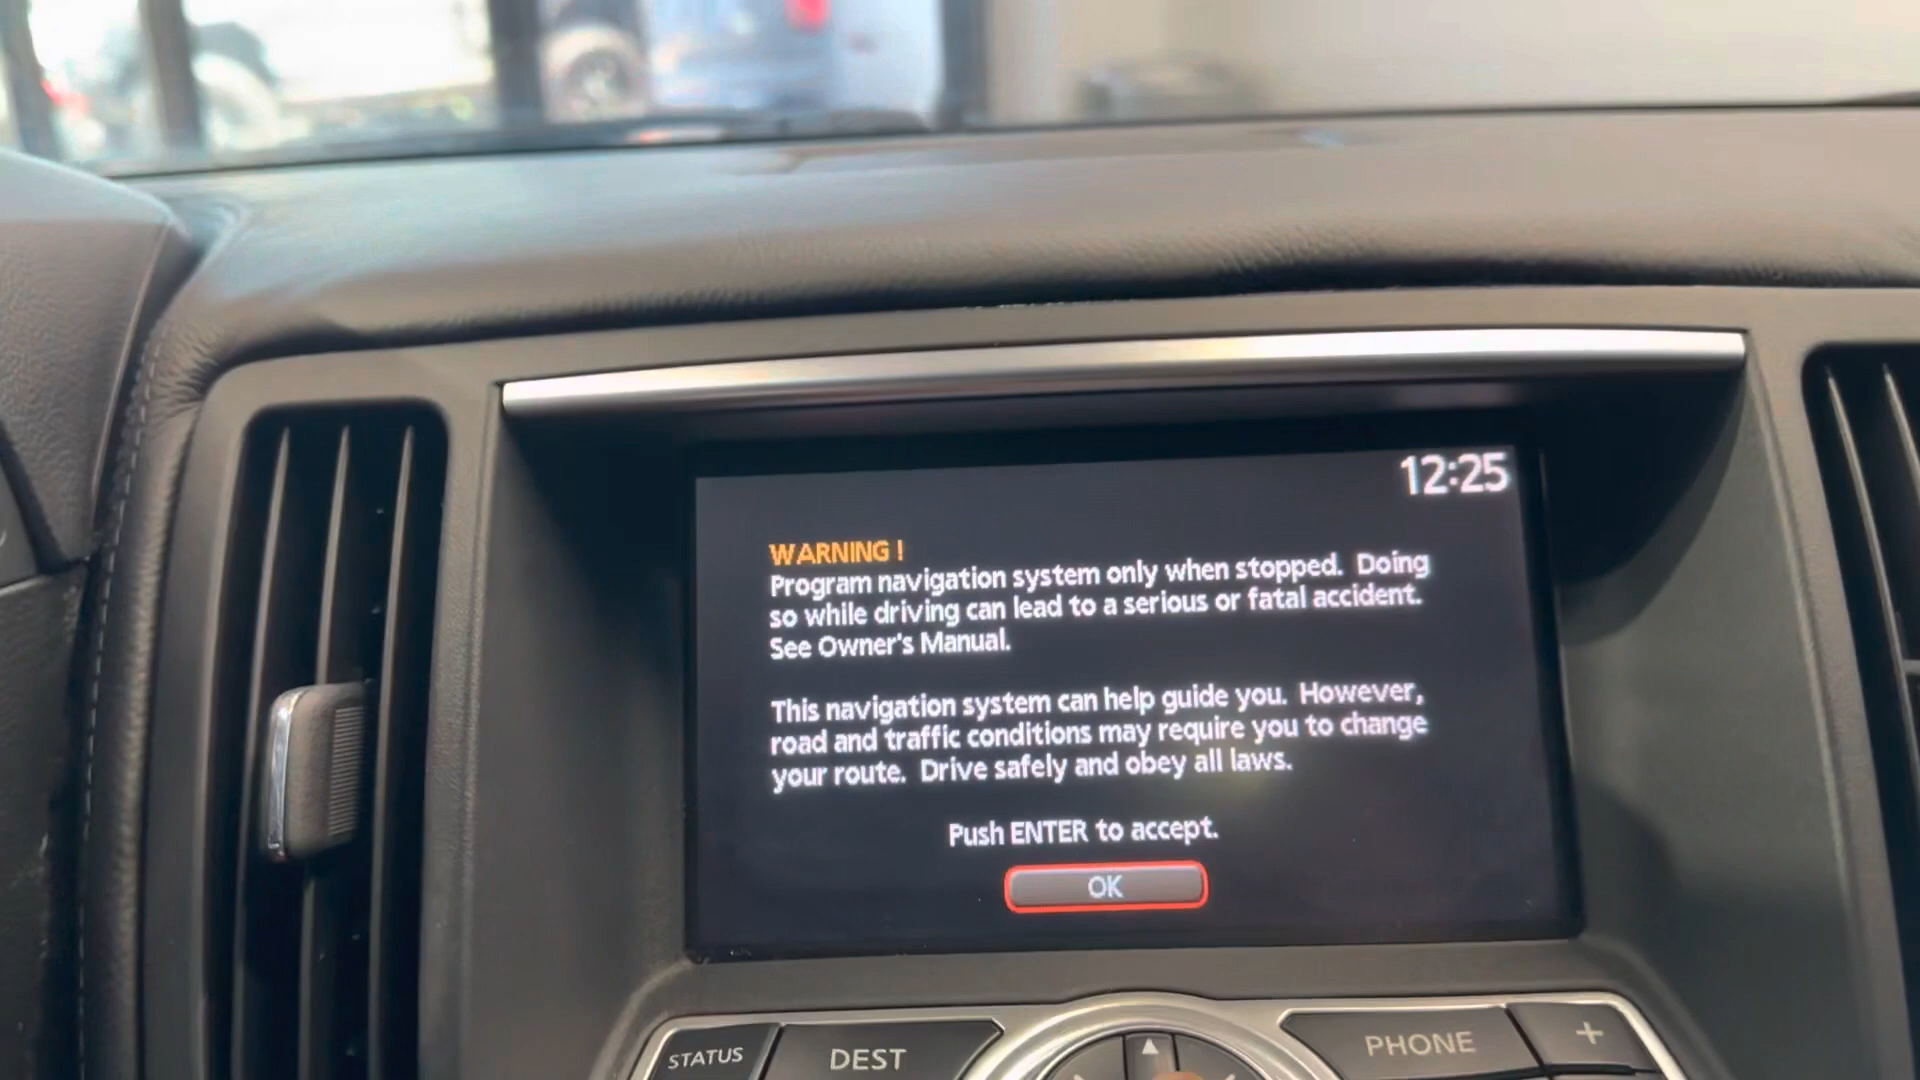 12:25
WARNING !
Program navigation system only when stopped. Doing
so while driving can lead to a serious or fatal accident.
See Owner's Manual.
This navigation system can help guide you. However,
road and traffic conditions may require you to change
your route. Drive safely and obey all laws.
Push ENTER to accept.
OK
STATUS
DEST
PHONE
+